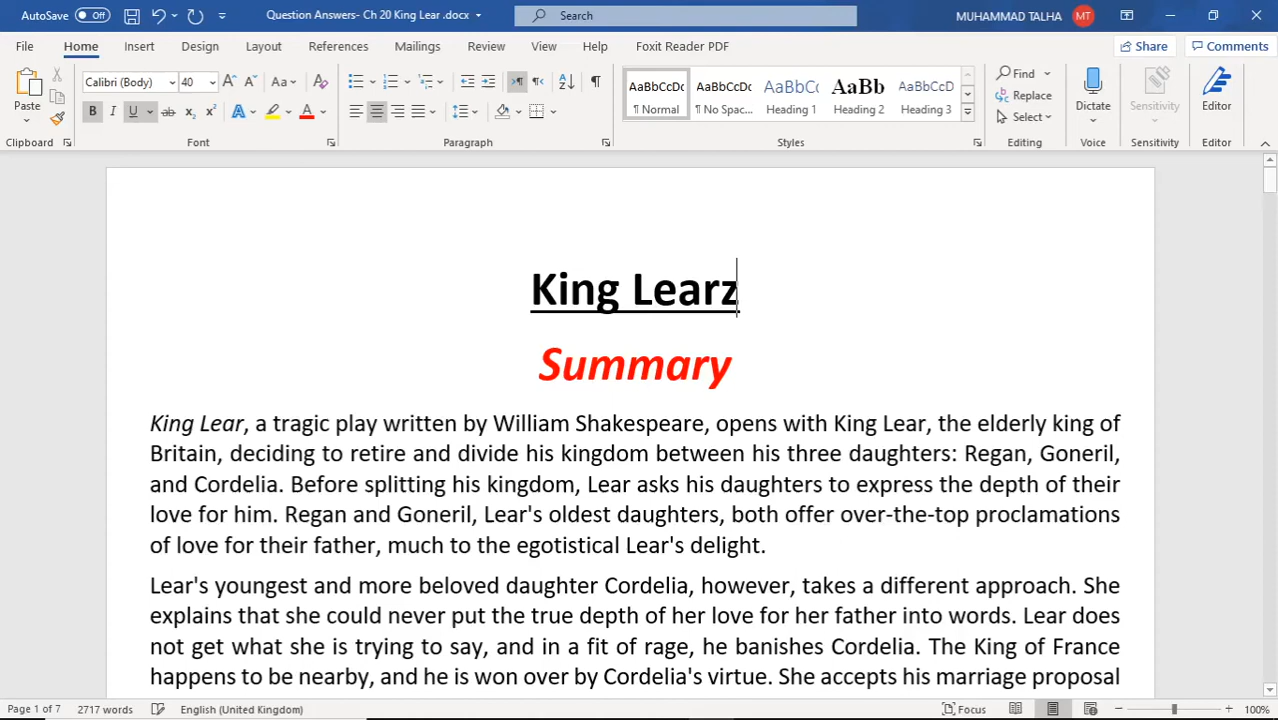 AutoSave Off Question Answers- Ch 20 King Lear .docx Search MUHAMMAD TALHA MT
File Home Insert Design Layout References Mailings Review View Help Foxit Reader PDF Share Comments
Paste Calibri (Body) 40 A A Aa A AaBbCcDc AaBbCcDc AaBbCc AaBb AaBbCcD Find Replace Select Dictate Sensitivity Editor
B I U ab x₂ x² A A ¶ Normal ¶ No Spac... Heading 1 Heading 2 Heading 3
Clipboard Font Paragraph Styles Editing Voice Sensitivity Editor
King Learz
Summary
King Lear, a tragic play written by William Shakespeare, opens with King Lear, the elderly king of
Britain, deciding to retire and divide his kingdom between his three daughters: Regan, Goneril,
and Cordelia. Before splitting his kingdom, Lear asks his daughters to express the depth of their
love for him. Regan and Goneril, Lear's oldest daughters, both offer over-the-top proclamations
of love for their father, much to the egotistical Lear's delight.
Lear's youngest and more beloved daughter Cordelia, however, takes a different approach. She
explains that she could never put the true depth of her love for her father into words. Lear does
not get what she is trying to say, and in a fit of rage, he banishes Cordelia. The King of France
happens to be nearby, and he is won over by Cordelia's virtue. She accepts his marriage proposal
Page 1 of 7 2717 words English (United Kingdom) Focus 100%